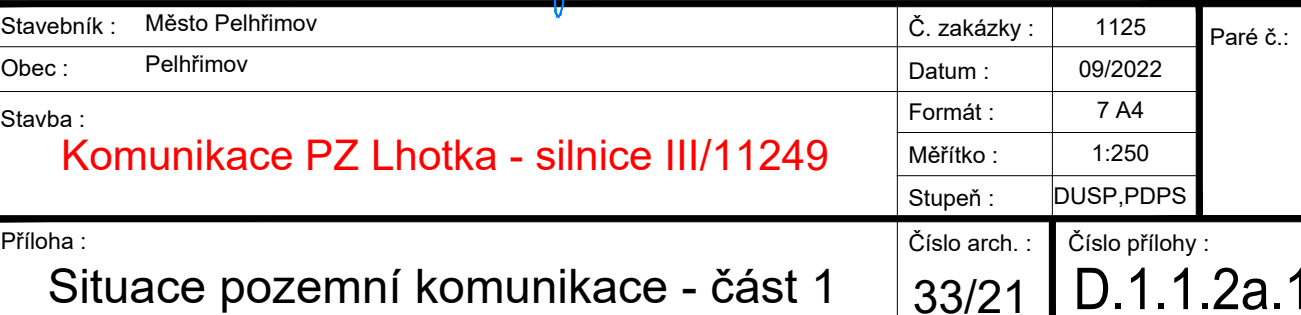 Stavebník : Město Pelhřimov
Č. zakázky : 1125
Paré č.:
Obec : Pelhřimov
Datum : 09/2022
Stavba :
Komunikace PZ Lhotka - silnice III/11249
Formát : 7 A4
Měřítko : 1:250
Stupeň : DUSP,PDPS
Příloha :
Situace pozemní komunikace - část 1
Číslo arch. :
33/21
Číslo přílohy :
D.1.1.2a.1